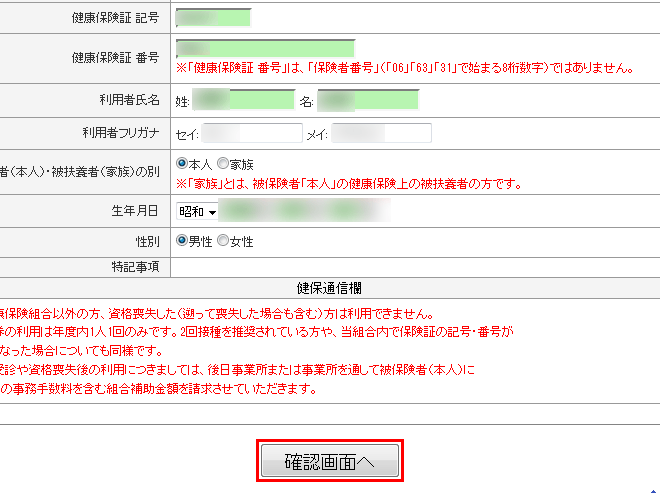 健康保険証 記号
健康保険証 番号
※「健康保険証 番号」は、「保険者番号」(「06」「63」「31」で始まる8桁数字)ではありません。
利用者氏名 姓: 名:
利用者フリガナ セイ: メイ:
者(本人)・被扶養者(家族)の別 本人 家族
※「家族」とは、被保険者「本人」の健康保険上の被扶養者の方です。
生年月日 昭和
性別 男性 女性
特記事項
健保通信欄
保険組合以外の方、資格喪失した(遡って喪失した場合も含む)方は利用できません。
の利用は年度内1人1回のみです。2回接種を推奨されている方や、当組合内で保険証の記号・番号が
なった場合についても同様です。
受診や資格喪失後の利用につきましては、後日事業所または事業所を通して被保険者(本人)に
の事務手数料を含む組合補助金額を請求させていただきます。
確認画面へ